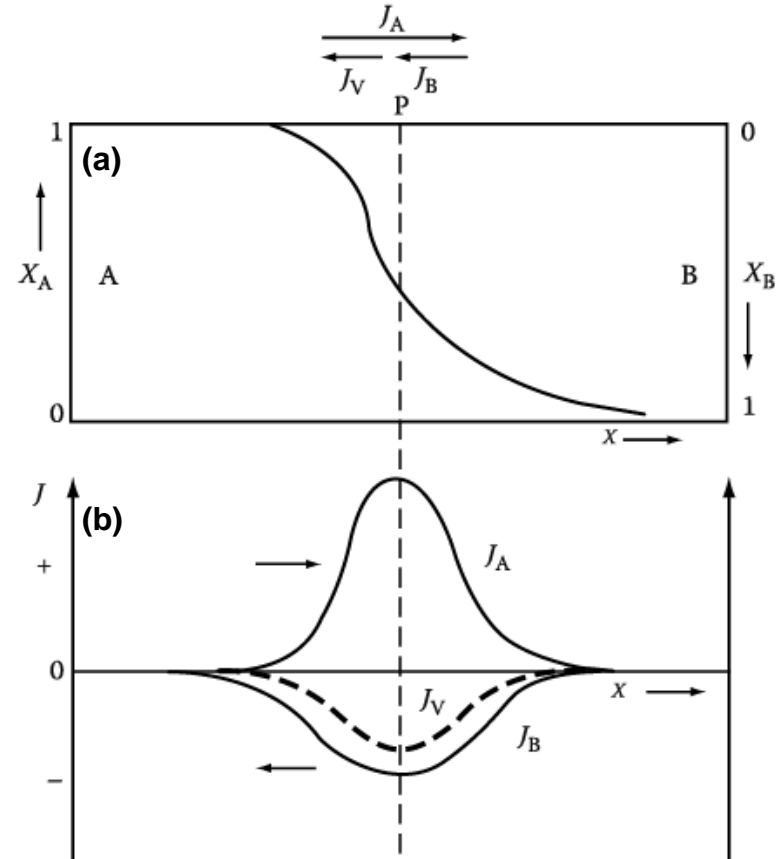 J_A
J_V J_B
P
1 0
(a)
X_A A B X_B
0 1
x
J
(b)
+ J_A
0 x
J_V
J_B
−